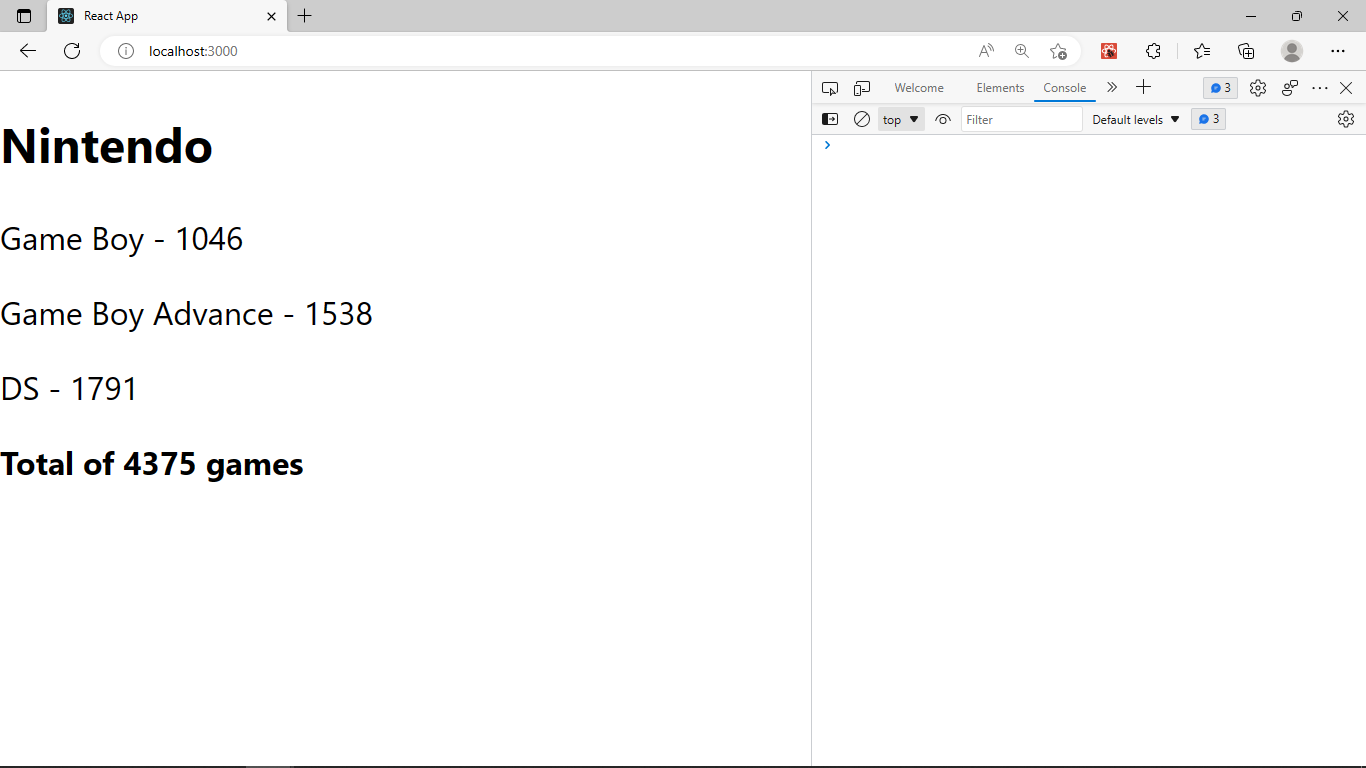 React App
localhost:3000
Nintendo
Game Boy - 1046
Game Boy Advance - 1538
DS - 1791
Total of 4375 games
Welcome Elements Console 3
top Filter Default levels 3